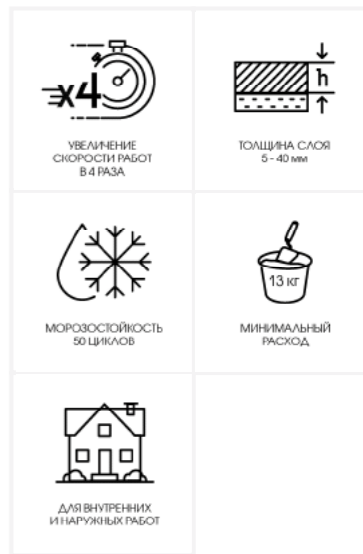 x4
УВЕЛИЧЕНИЕ
СКОРОСТИ РАБОТ
В 4 РАЗА
h
ТОЛЩИНА СЛОЯ
5 - 40 мм
МОРОЗОСТОЙКОСТЬ
50 ЦИКЛОВ
13 кг
МИНИМАЛЬНЫЙ
РАСХОД
ДЛЯ ВНУТРЕННИХ
И НАРУЖНЫХ РАБОТ